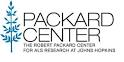 PACKARD
CENTER
THE ROBERT PACKARD CENTER
FOR ALS RESEARCH AT JOHNS HOPKINS